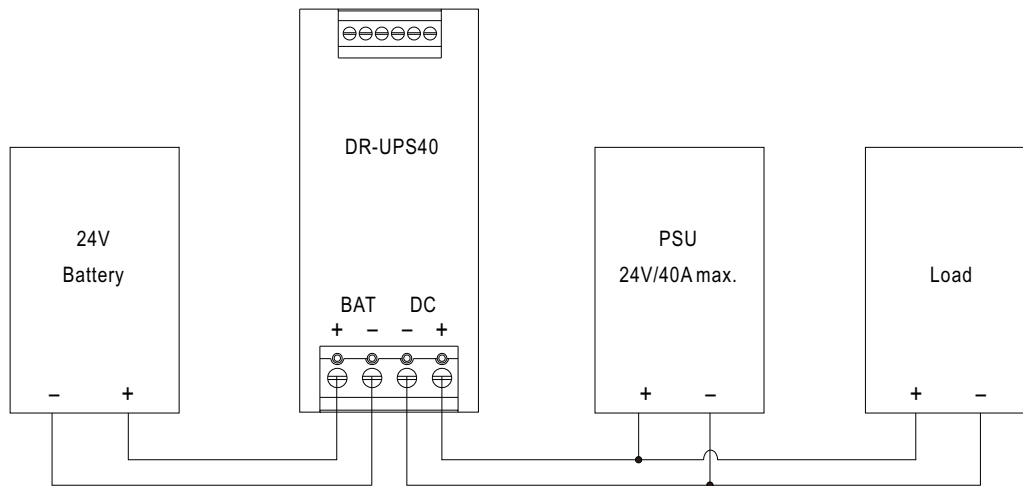 DR-UPS40
24V
Battery
PSU
24V/40A max.
Load
BAT DC
+ – – +
– +
+ –
+ –